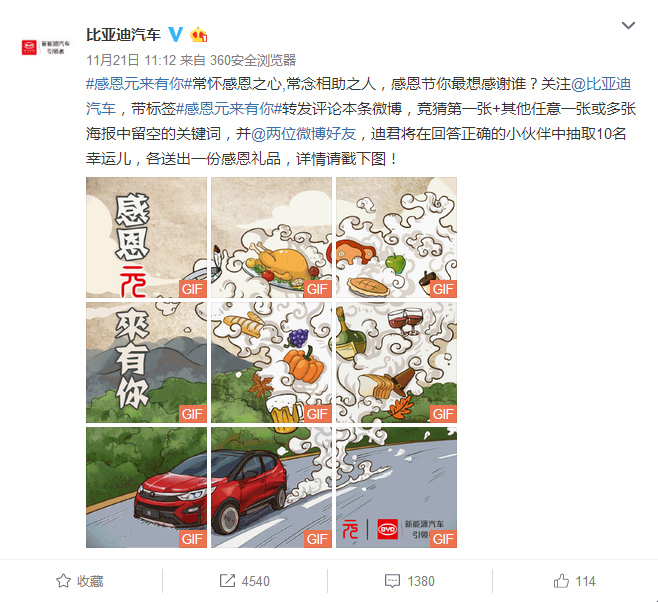 比亚迪汽车
BYD 新能源汽车
引领者
11月21日 11:12 来自 360安全浏览器
#感恩元来有你#常怀感恩之心,常念相助之人，感恩节你最想感谢谁？关注@比亚迪
汽车，带标签#感恩元来有你#转发评论本条微博，竞猜第一张+其他任意一张或多张
海报中留空的关键词，并@两位微博好友，迪君将在回答正确的小伙伴中抽取10名
幸运儿，各送出一份感恩礼品，详情请戳下图！
感恩元
GIF
GIF
GIF
來有你
GIF
GIF
GIF
元 BYD 新能源汽车
引领
GIF
GIF
GIF
收藏
4540
1380
114